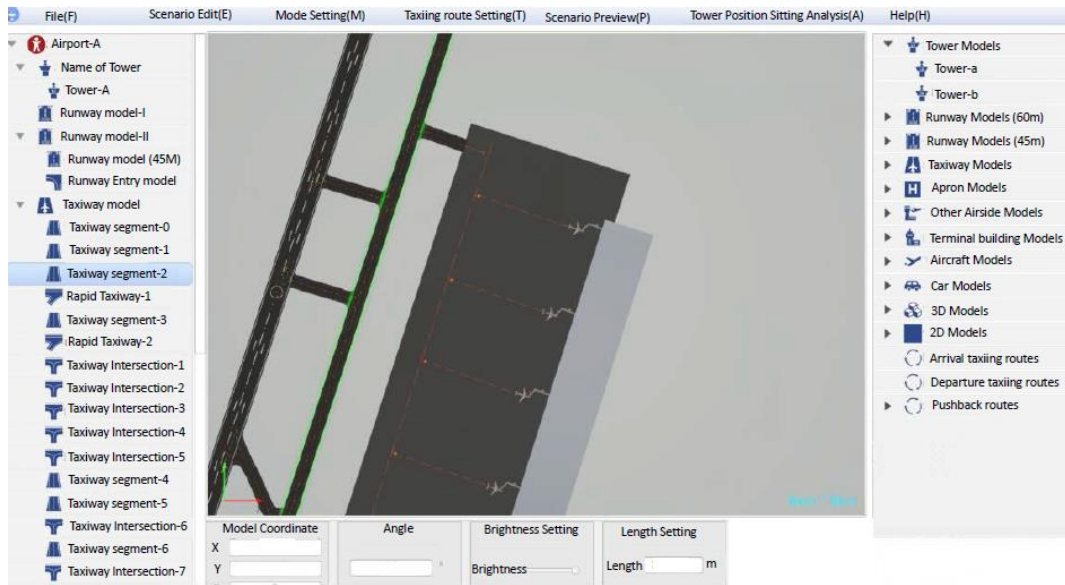 File(F) Scenario Edit(E) Mode Setting(M) Taxiing route Setting(T) Scenario Preview(P) Tower Position Sitting Analysis(A) Help(H)
Airport-A
Name of Tower
Tower-A
Runway model-I
Runway model-II
Runway model (45M)
Runway Entry model
Taxiway model
Taxiway segment-0
Taxiway segment-1
Taxiway segment-2
Rapid Taxiway-1
Taxiway segment-3
Rapid Taxiway-2
Taxiway Intersection-1
Taxiway Intersection-2
Taxiway Intersection-3
Taxiway Intersection-4
Taxiway Intersection-5
Taxiway segment-4
Taxiway segment-5
Taxiway Intersection-6
Taxiway segment-6
Taxiway Intersection-7
Model Coordinate
X
Y
Angle
Brightness Setting
Brightness
Length Setting
Length m
Tower Models
Tower-a
Tower-b
Runway Models (60m)
Runway Models (45m)
Taxiway Models
Apron Models
Other Airside Models
Terminal building Models
Aircraft Models
Car Models
3D Models
2D Models
Arrival taxiing routes
Departure taxiing routes
Pushback routes